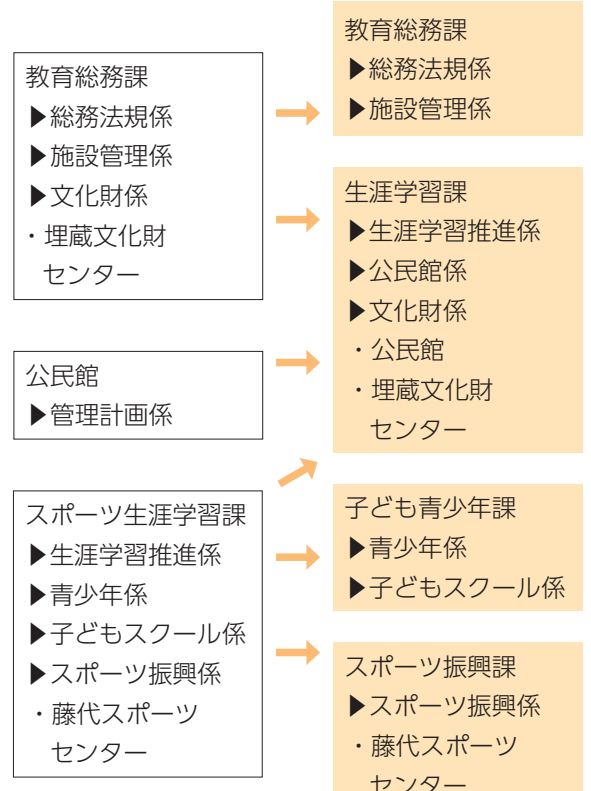 教育総務課
▶総務法規係
▶施設管理係
▶文化財係
・埋蔵文化財
センター
公民館
▶管理計画係
スポーツ生涯学習課
▶生涯学習推進係
▶青少年係
▶子どもスクール係
▶スポーツ振興係
・藤代スポーツ
センター
教育総務課
▶総務法規係
▶施設管理係
生涯学習課
▶生涯学習推進係
▶公民館係
▶文化財係
・公民館
・埋蔵文化財
センター
子ども青少年課
▶青少年係
▶子どもスクール係
スポーツ振興課
▶スポーツ振興係
・藤代スポーツ
センター